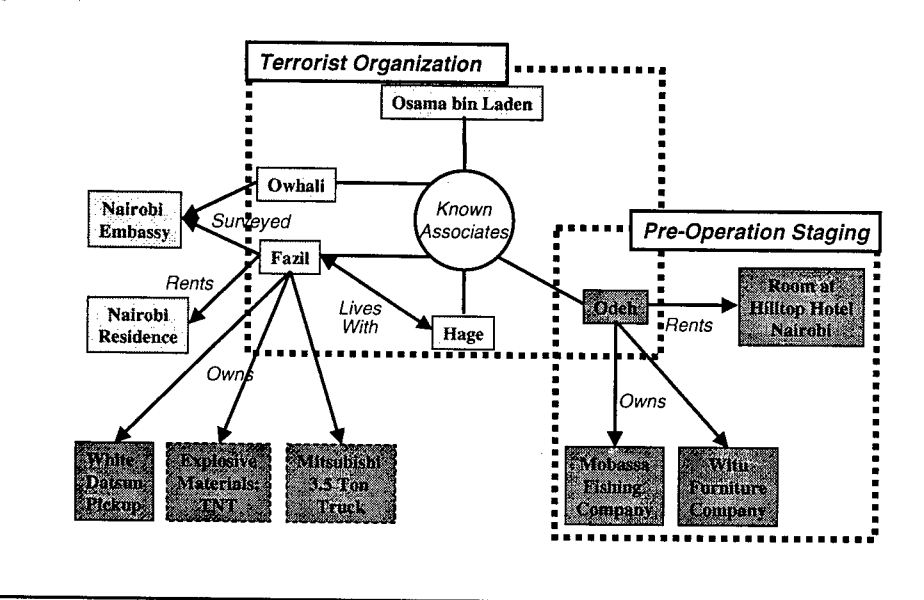 Terrorist Organization
Osama bin Laden
Owhali
Known
Associates
Nairobi
Embassy
Surveyed
Pre-Operation Staging
Fazil
Rents
Lives
With
Hage
Nairobi
Residence
Odeh
Rents
Room at
Hilltop Hotel
Nairobi
Owns
Owns
White
Datsun
Pickup
Explosive
Materials:
TNT
Mitsubishi
3.5 Ton
Truck
Mobassa
Fishing
Company
Witu
Furniture
Company